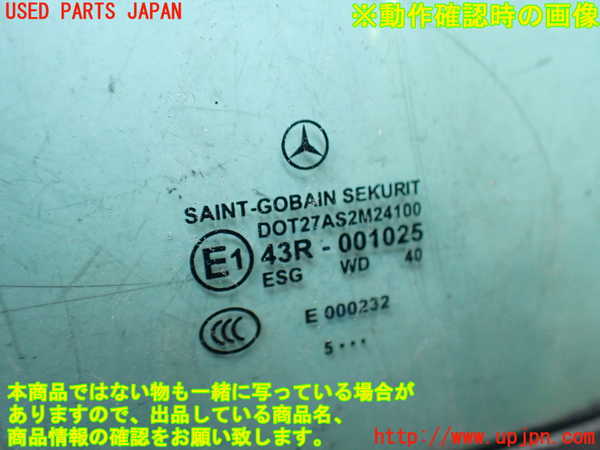 USED PARTS JAPAN
※動作確認時の画像
SAINT-GOBAIN SEKURIT
DOT27AS2M24100
E1 43R - 001025
ESG WD 40
CCC E 000232
5・・・
本商品ではない物も一緒に写っている場合が
ありますので、出品している商品名、
商品情報の確認をお願い致します。
http://www.upjpn.com